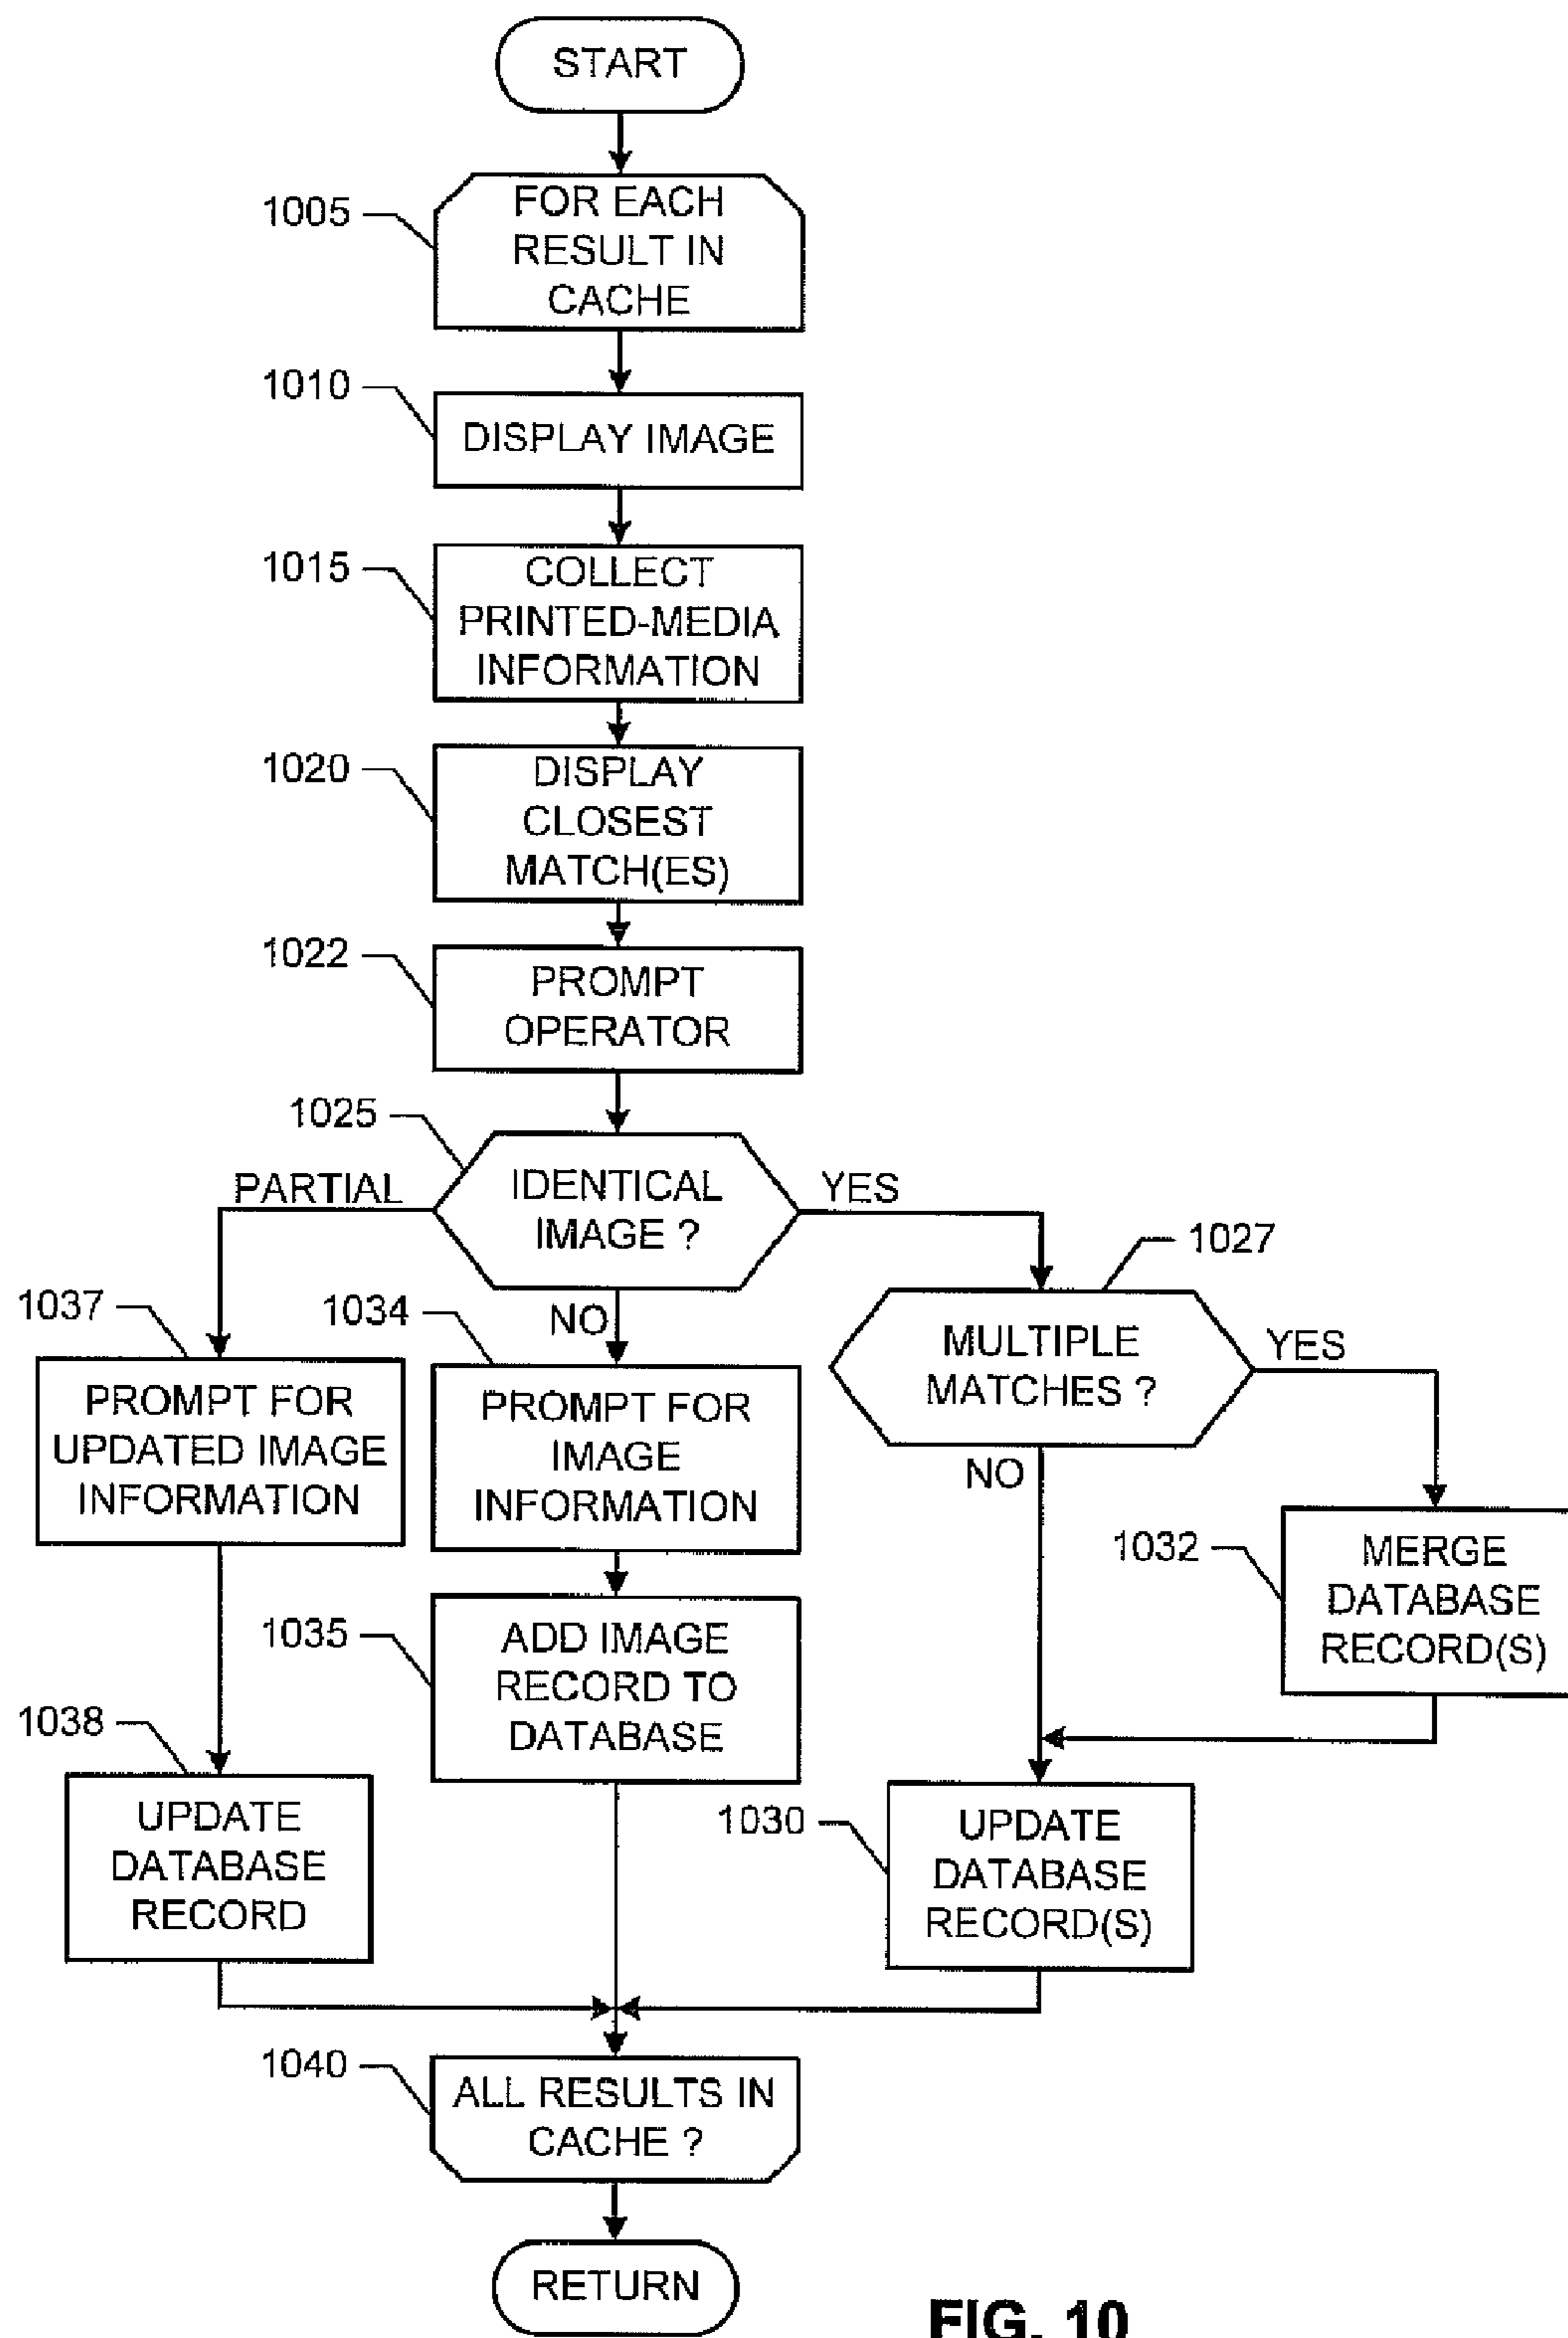 START
1005
FOR EACH
RESULT IN
CACHE
1010
DISPLAY IMAGE
1015
COLLECT
PRINTED-MEDIA
INFORMATION
1020
DISPLAY
CLOSEST
MATCH(ES)
1022
PROMPT
OPERATOR
1025
IDENTICAL
IMAGE ?
PARTIAL
YES
NO
1027
MULTIPLE
MATCHES ?
YES
NO
1037
PROMPT FOR
UPDATED IMAGE
INFORMATION
1034
PROMPT FOR
IMAGE
INFORMATION
1032
MERGE
DATABASE
RECORD(S)
1035
ADD IMAGE
RECORD TO
DATABASE
1038
UPDATE
DATABASE
RECORD
1030
UPDATE
DATABASE
RECORD(S)
1040
ALL RESULTS IN
CACHE ?
RETURN
FIG. 10